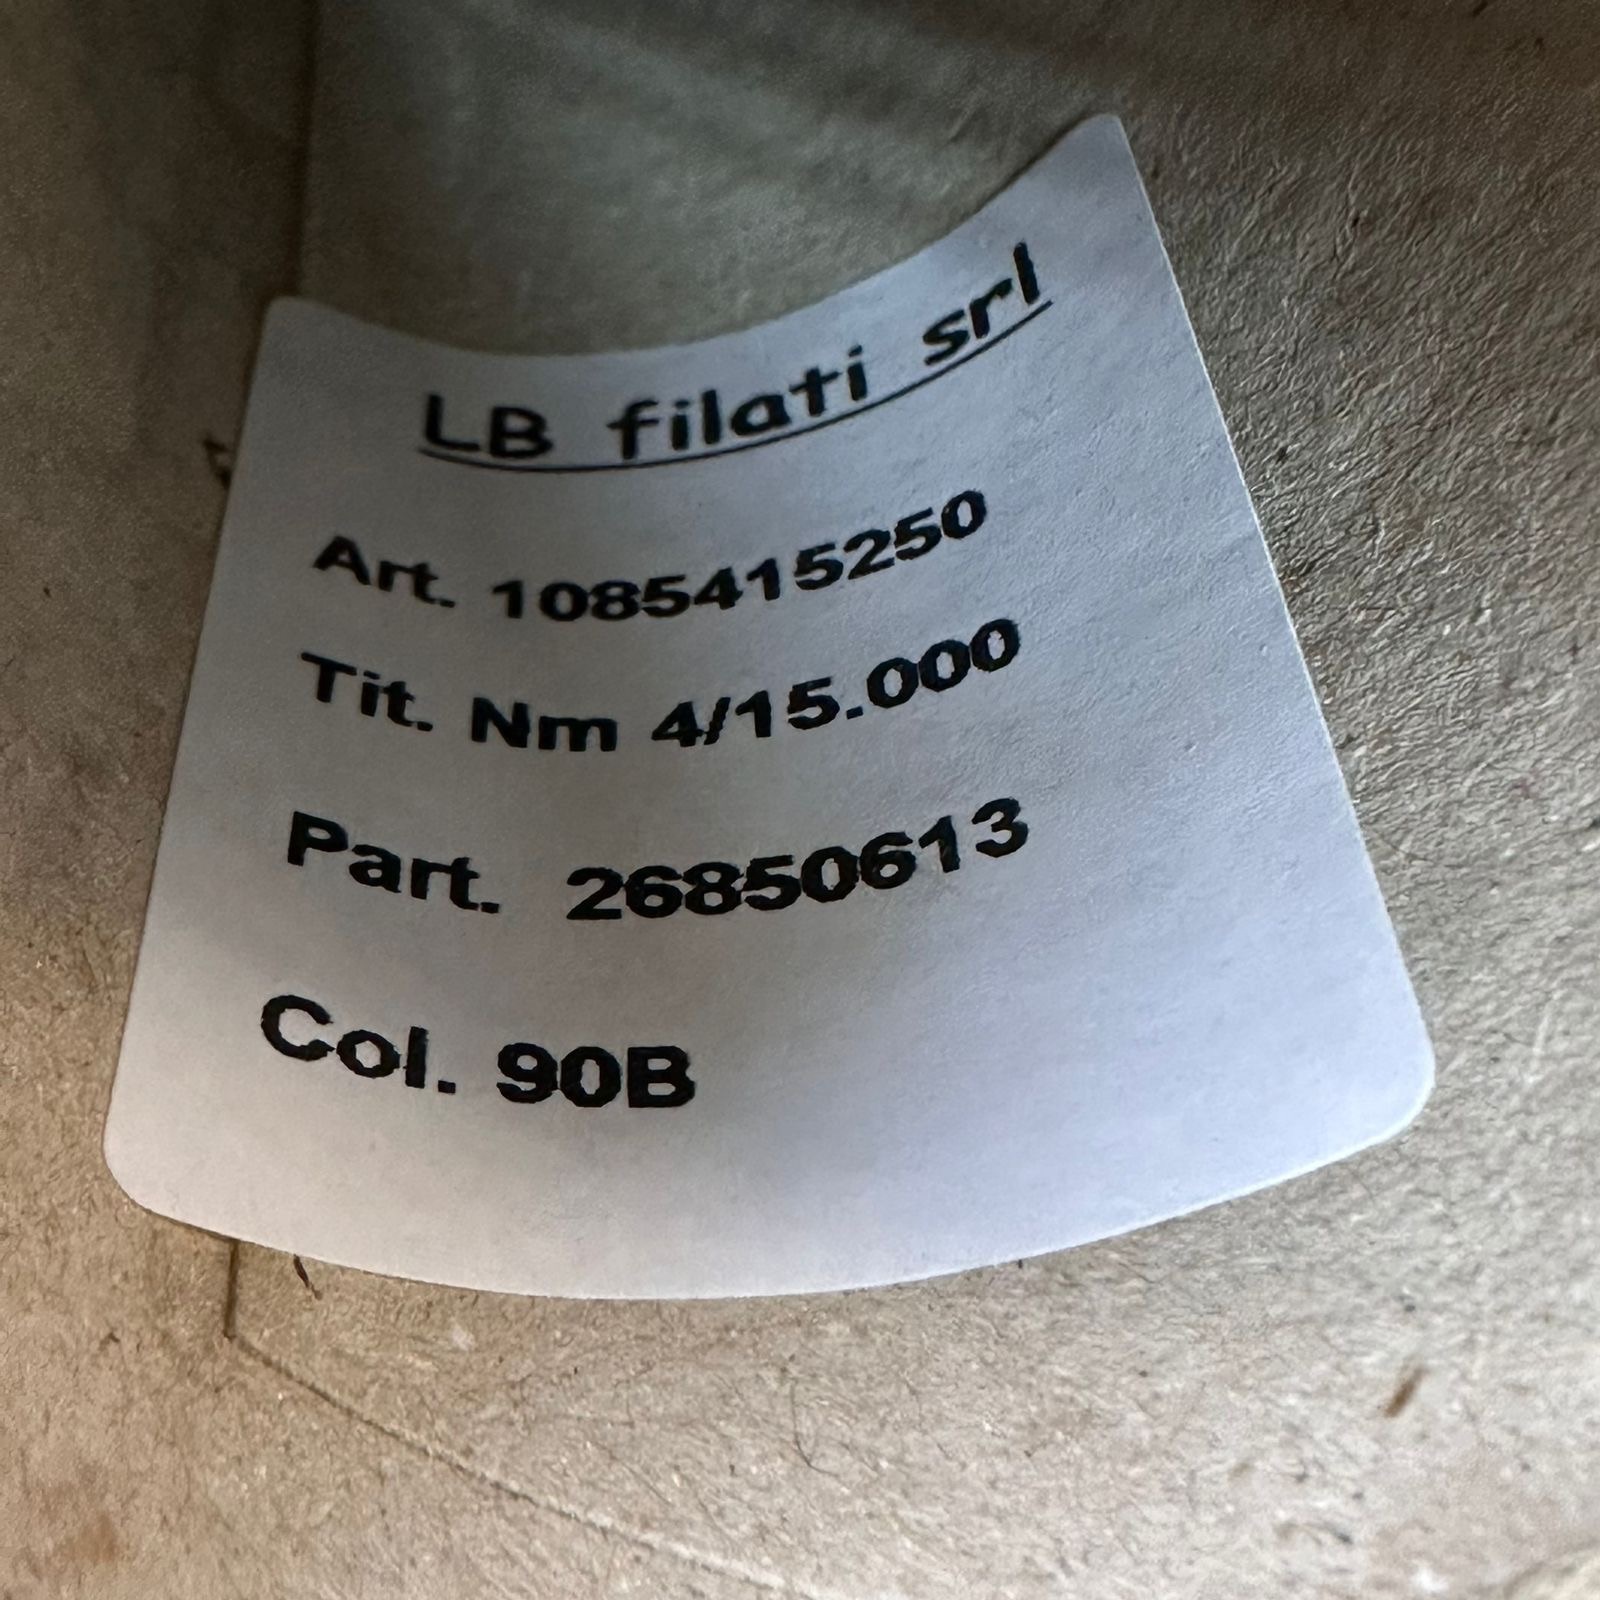 LB filati srl
Art. 1085415250
Tit. Nm 4/15.000
Part. 26850613
Col. 90B